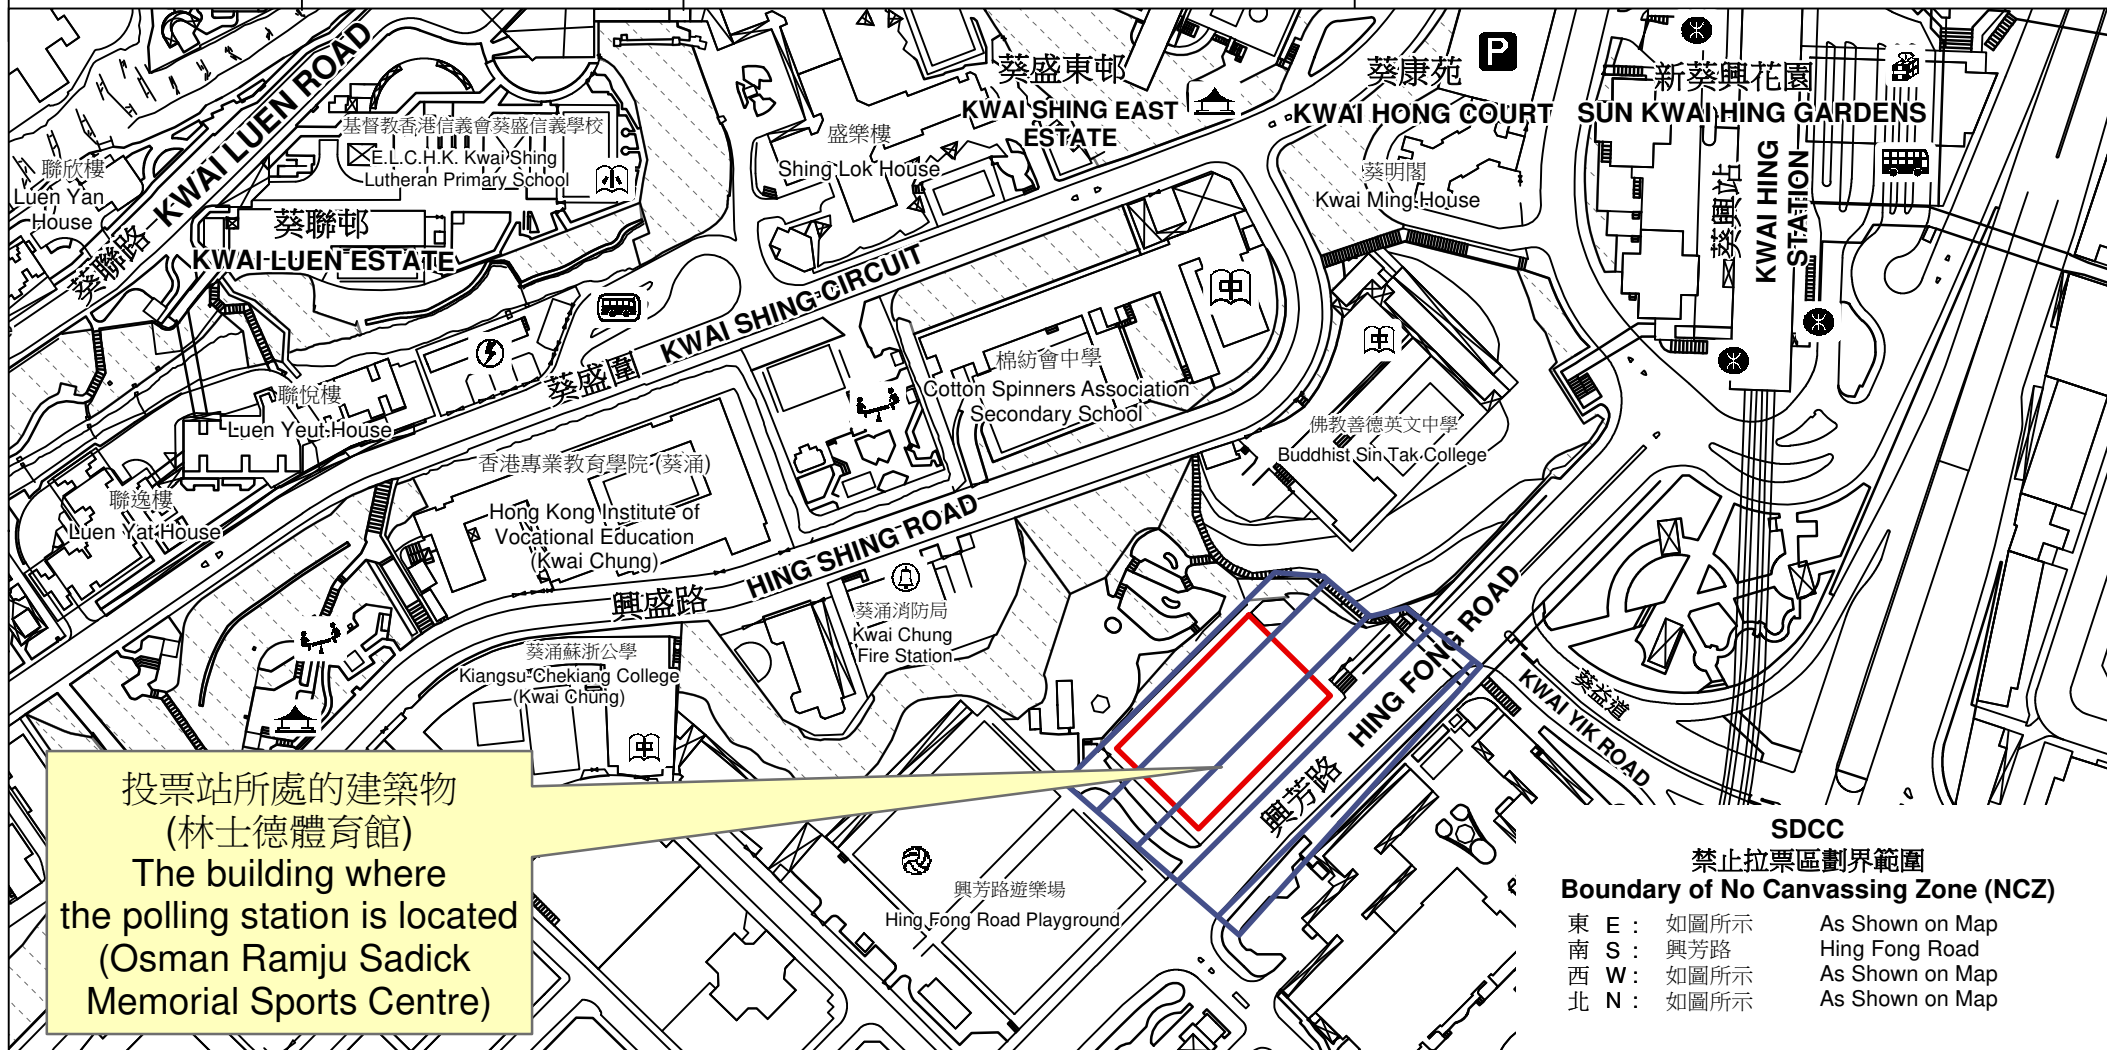 葵盛東邨
KWAI SHING EAST
ESTATE
葵康苑
KWAI HONG COURT
P
新葵興花園
SUN KWAI HING GARDENS
葵興站
KWAI HING
STATION
葵聯路 KWAI LUEN ROAD
基督教香港信義會葵盛信義學校
E.L.C.H.K. Kwai Shing
Lutheran Primary School
聯欣樓
Luen Yan
House
葵聯邨
KWAI LUEN ESTATE
盛樂樓
Shing Lok House
葵明閣
Kwai Ming House
葵盛圍 KWAI SHING CIRCUIT
中
中
棉紡會中學
Cotton Spinners Association
Secondary School
聯悅樓
Luen Yeut House
佛教善德英文中學
Buddhist Sin Tak College
香港專業教育學院 (葵涌)
Hong Kong Institute of
Vocational Education
(Kwai Chung)
聯逸樓
Luen Yat House
興盛路 HING SHING ROAD
葵涌消防局
Kwai Chung
Fire Station
葵涌蘇浙公學
Kiangsu-Chekiang College
(Kwai Chung)
中
興芳路 HING FONG ROAD
葵益道
KWAI YIK ROAD
投票站所處的建築物
(林士德體育館)
The building where
the polling station is located
(Osman Ramju Sadick
Memorial Sports Centre)
興芳路遊樂場
Hing Fong Road Playground
SDCC
禁止拉票區劃界範圍
Boundary of No Canvassing Zone (NCZ)
東 E : 如圖所示 As Shown on Map
南 S : 興芳路 Hing Fong Road
西 W : 如圖所示 As Shown on Map
北 N : 如圖所示 As Shown on Map